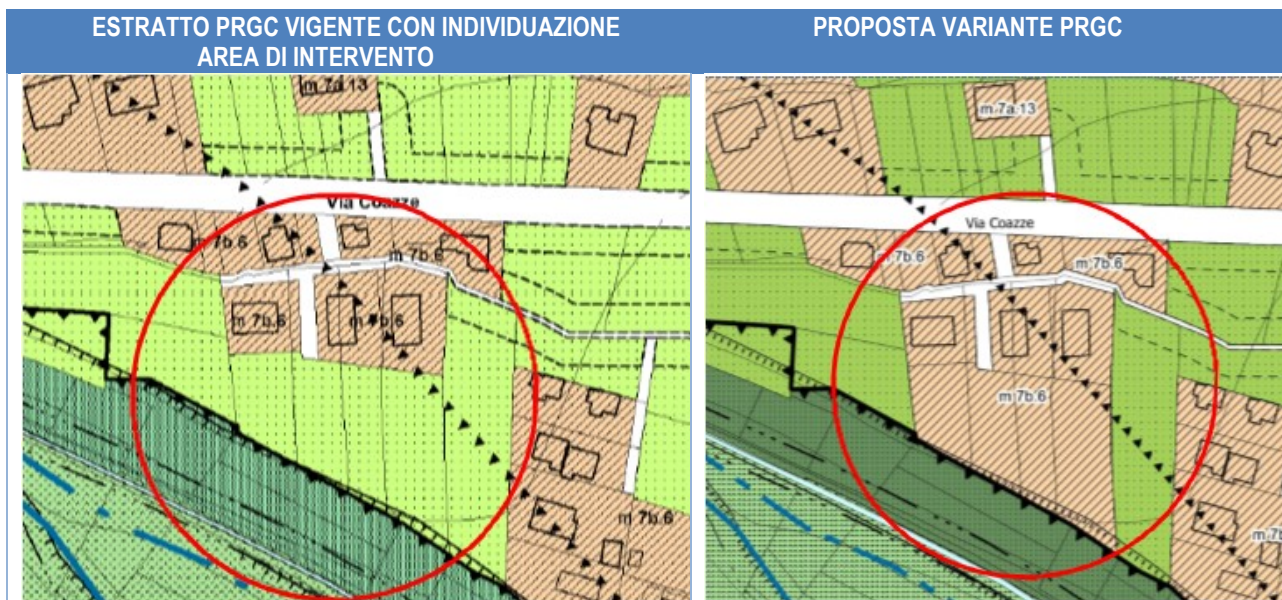 ESTRATTO PRGC VIGENTE CON INDIVIDUAZIONE
AREA DI INTERVENTO
PROPOSTA VARIANTE PRGC
m 7a.13
Via Coazze
m 7b.6
m 7b.6
m 7b.6
m 7b.6
m 7b.6
m 7a.13
Via Coazze
m 7b.6
m 7b.6
m 7b.6
m 7b